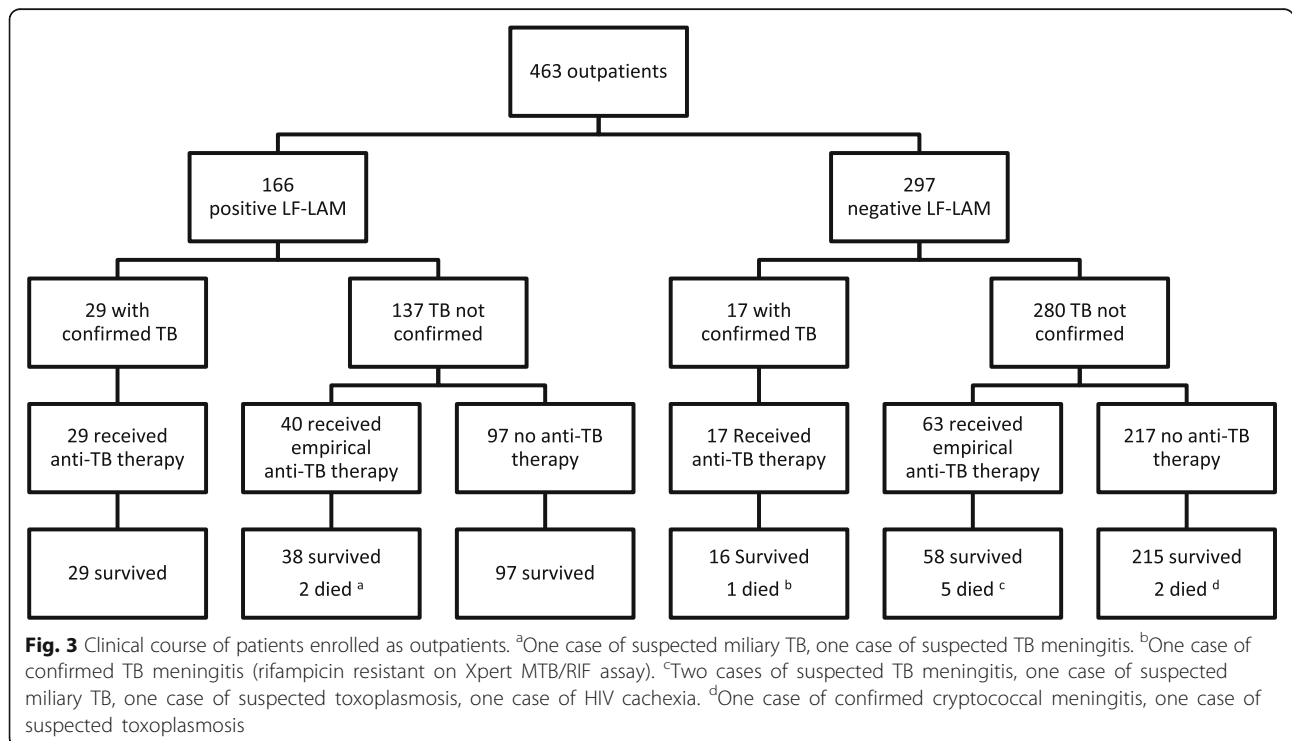 463 outpatients
166
positive LF-LAM
297
negative LF-LAM
29 with
confirmed TB
137 TB not
confirmed
17 with
confirmed TB
280 TB not
confirmed
29 received
anti-TB therapy
40 received
empirical
anti-TB therapy
97 no anti-TB
therapy
17 Received
anti-TB therapy
63 received
empirical
anti-TB therapy
217 no anti-TB
therapy
29 survived
38 survived
2 died a
97 survived
16 Survived
1 died b
58 survived
5 died c
215 survived
2 died d
Fig. 3 Clinical course of patients enrolled as outpatients. aOne case of suspected miliary TB, one case of suspected TB meningitis. bOne case of
confirmed TB meningitis (rifampicin resistant on Xpert MTB/RIF assay). cTwo cases of suspected TB meningitis, one case of suspected
miliary TB, one case of suspected toxoplasmosis, one case of HIV cachexia. dOne case of confirmed cryptococcal meningitis, one case of
suspected toxoplasmosis